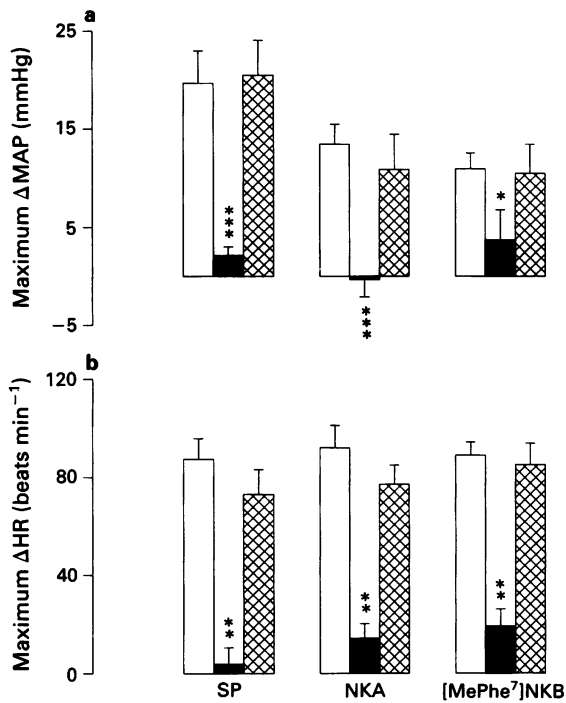 a
Maximum ΔMAP (mmHg)
25
15
5
−5
***
***
*
b
Maximum ΔHR (beats min⁻¹)
120
80
40
0
**
**
**
SP NKA [MePhe⁷]NKB